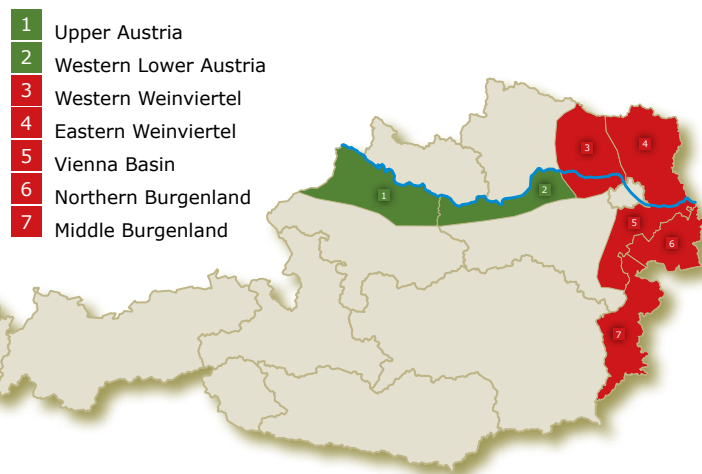 1 Upper Austria
2 Western Lower Austria
3 Western Weinviertel
4 Eastern Weinviertel
5 Vienna Basin
6 Northern Burgenland
7 Middle Burgenland
3
4
1
2
5
6
7